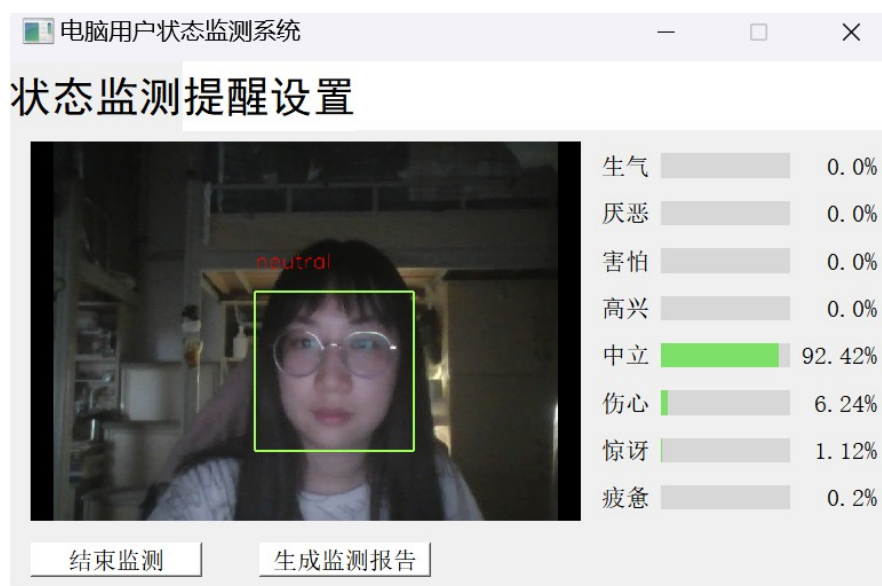 电脑用户状态监测系统
状态监测 提醒设置
neutral
生气 0.0%
厌恶 0.0%
害怕 0.0%
高兴 0.0%
中立 92.42%
伤心 6.24%
惊讶 1.12%
疲惫 0.2%
结束监测 生成监测报告